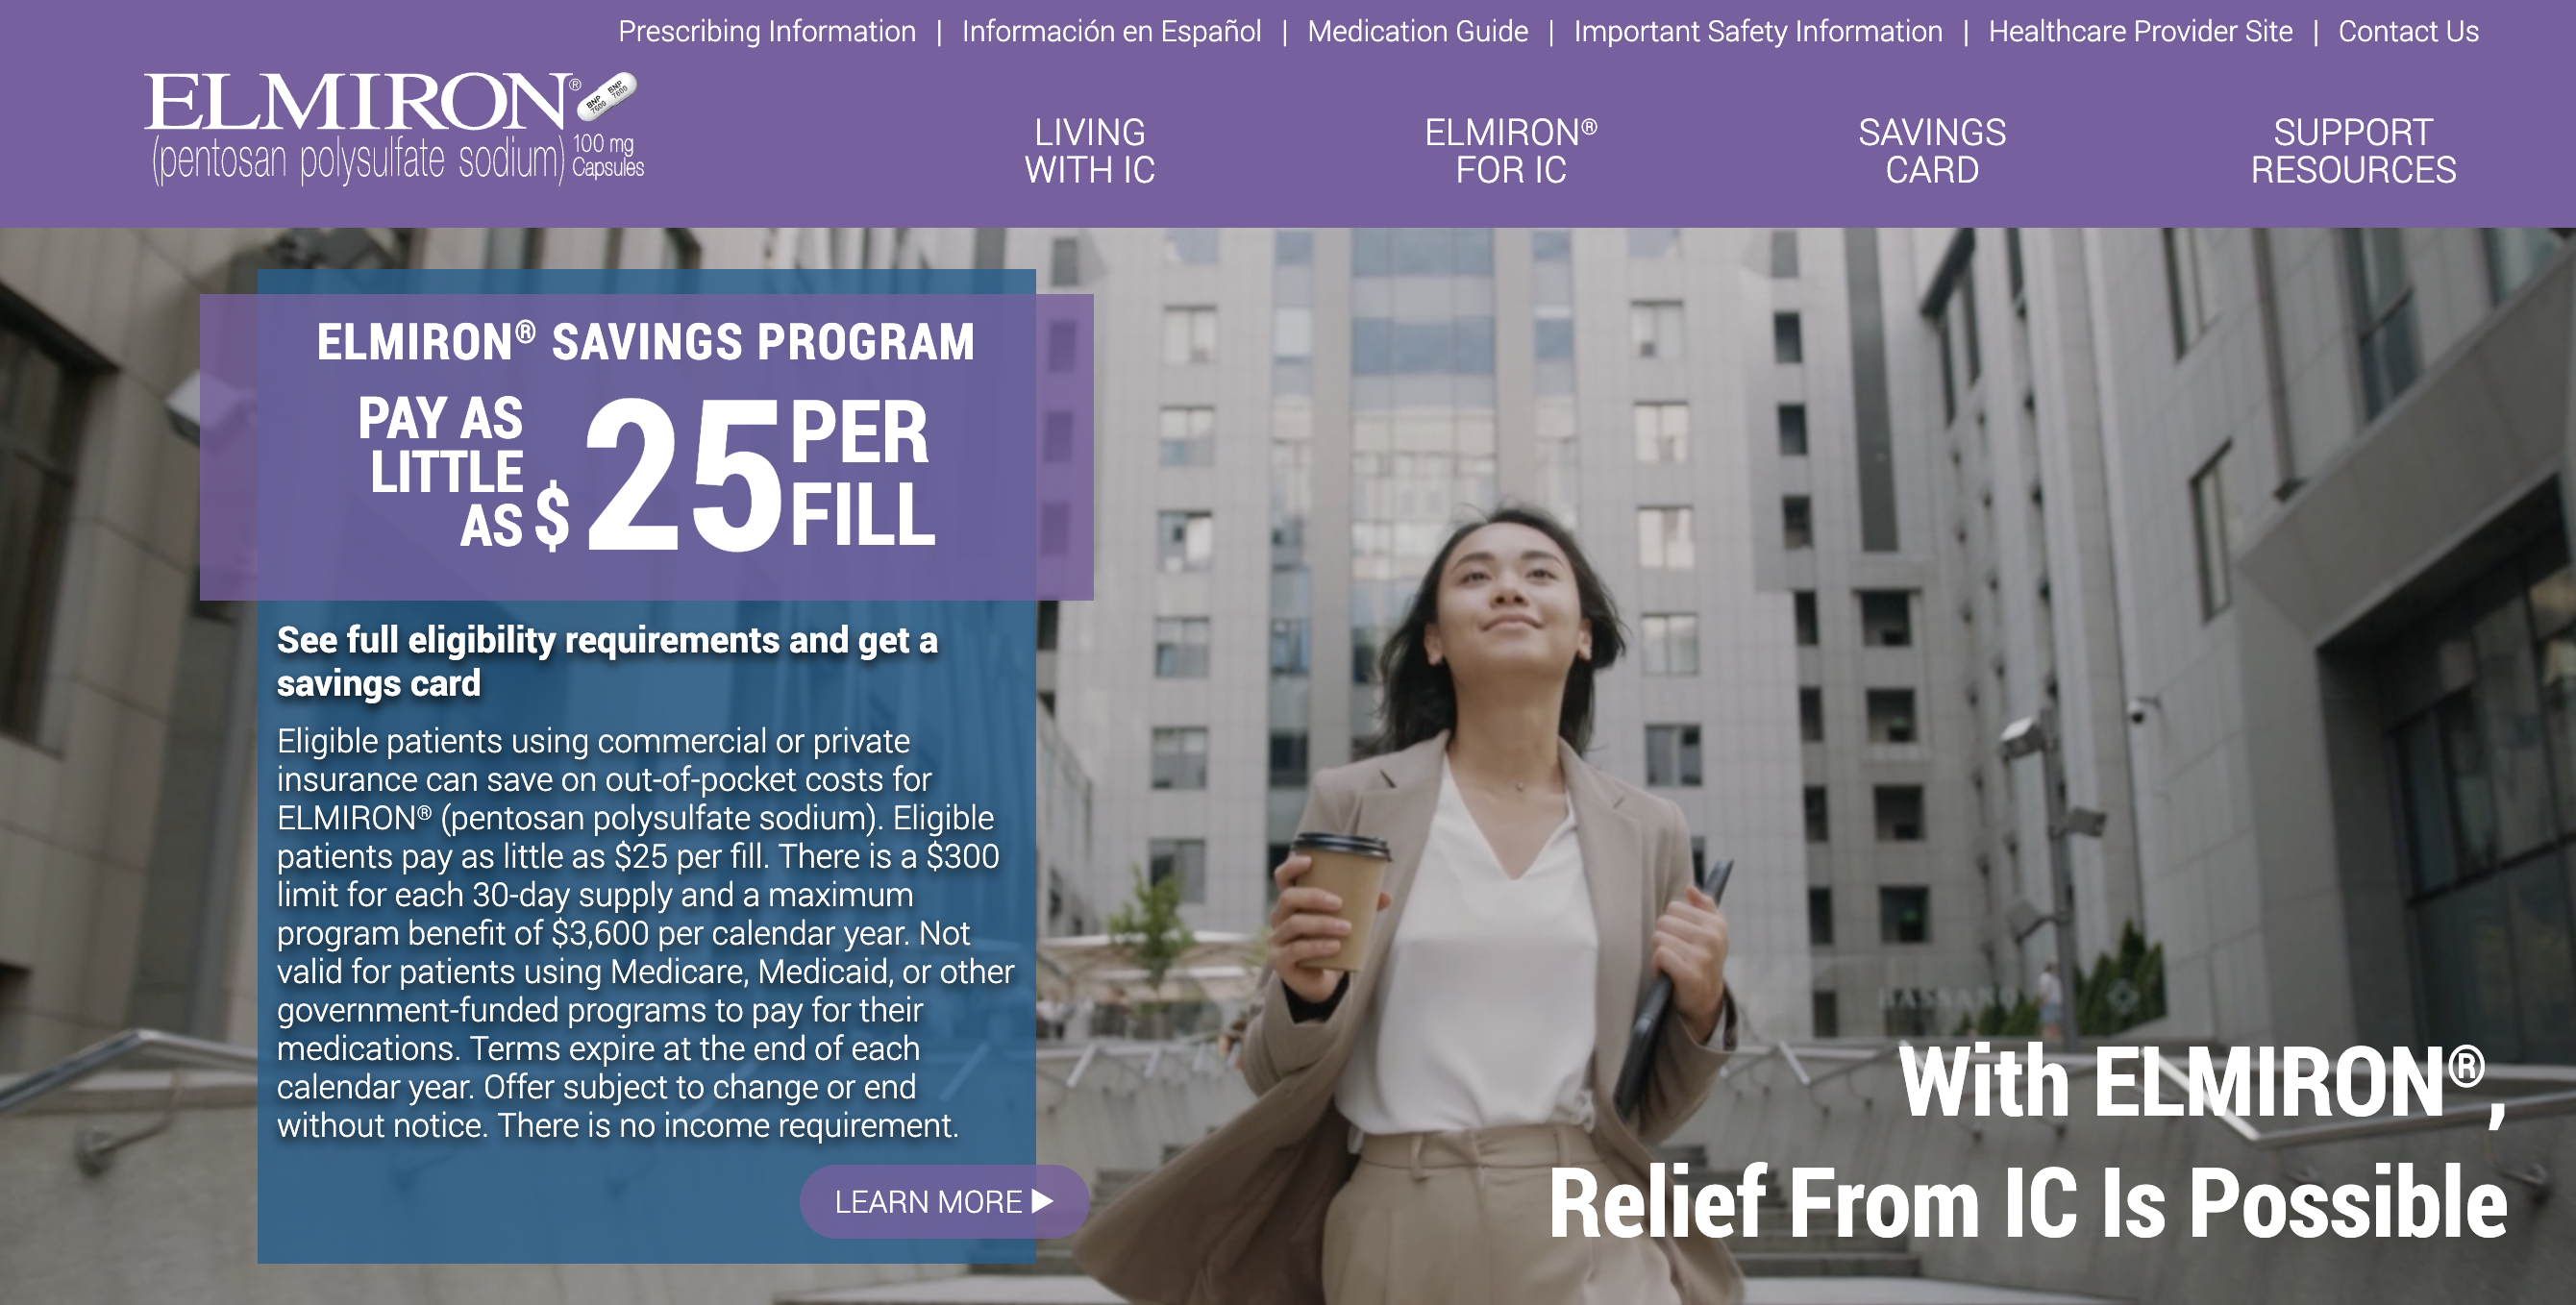 Prescribing Information | Información en Español | Medication Guide | Important Safety Information | Healthcare Provider Site | Contact Us
ELMIRON®
BNP 7600 BNP 7600
(pentosan polysulfate sodium) 100 mg Capsules
LIVING
WITH IC
ELMIRON®
FOR IC
SAVINGS
CARD
SUPPORT
RESOURCES
ELMIRON® SAVINGS PROGRAM
PAY AS
LITTLE
AS $25 PER
FILL
See full eligibility requirements and get a
savings card
Eligible patients using commercial or private
insurance can save on out-of-pocket costs for
ELMIRON® (pentosan polysulfate sodium). Eligible
patients pay as little as $25 per fill. There is a $300
limit for each 30-day supply and a maximum
program benefit of $3,600 per calendar year. Not
valid for patients using Medicare, Medicaid, or other
government-funded programs to pay for their
medications. Terms expire at the end of each
calendar year. Offer subject to change or end
without notice. There is no income requirement.
LEARN MORE
BASSANO
With ELMIRON®,
Relief From IC Is Possible